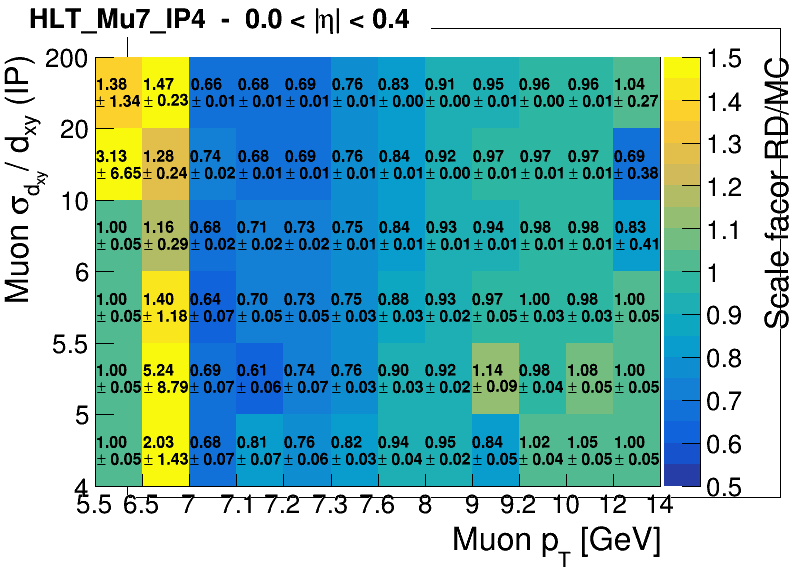 HLT_Mu7_IP4 - 0.0 < |η| < 0.4
Muon σ_dxy / d_xy (IP)
200
20
10
6
5.5
5
4
1.38 1.47 0.66 0.68 0.69 0.76 0.83 0.91 0.95 0.96 0.96 1.04
± 1.34 ± 0.23 ± 0.01 ± 0.01 ± 0.01 ± 0.01 ± 0.00 ± 0.00 ± 0.01 ± 0.01 ± 0.01 ± 0.27
3.13 1.28 0.74 0.68 0.69 0.76 0.84 0.92 0.97 0.97 0.97 0.69
± 6.65 ± 0.24 ± 0.02 ± 0.01 ± 0.01 ± 0.01 ± 0.01 ± 0.00 ± 0.01 ± 0.01 ± 0.01 ± 0.38
1.00 1.16 0.68 0.71 0.73 0.75 0.84 0.93 0.94 0.98 0.98 0.83
± 0.05 ± 0.29 ± 0.02 ± 0.02 ± 0.02 ± 0.01 ± 0.01 ± 0.01 ± 0.01 ± 0.01 ± 0.01 ± 0.41
1.00 1.40 0.64 0.70 0.73 0.75 0.88 0.93 0.97 1.00 0.98 1.00
± 0.05 ± 1.18 ± 0.07 ± 0.05 ± 0.05 ± 0.03 ± 0.03 ± 0.02 ± 0.05 ± 0.03 ± 0.03 ± 0.05
1.00 5.24 0.69 0.61 0.74 0.76 0.90 0.92 1.14 0.98 1.08 1.00
± 0.05 ± 8.79 ± 0.07 ± 0.06 ± 0.07 ± 0.03 ± 0.03 ± 0.02 ± 0.09 ± 0.04 ± 0.05 ± 0.05
1.00 2.03 0.68 0.81 0.76 0.82 0.94 0.95 0.84 1.02 1.05 1.00
± 0.05 ± 1.43 ± 0.07 ± 0.07 ± 0.06 ± 0.03 ± 0.04 ± 0.02 ± 0.05 ± 0.04 ± 0.05 ± 0.05
5.5 6.5 7 7.1 7.2 7.3 7.6 8 9 9.2 10 12 14
Muon p_T [GeV]
1.5
1.4
1.3
1.2
1.1
1
0.9
0.8
0.7
0.6
0.5
Scale facor RD/MC